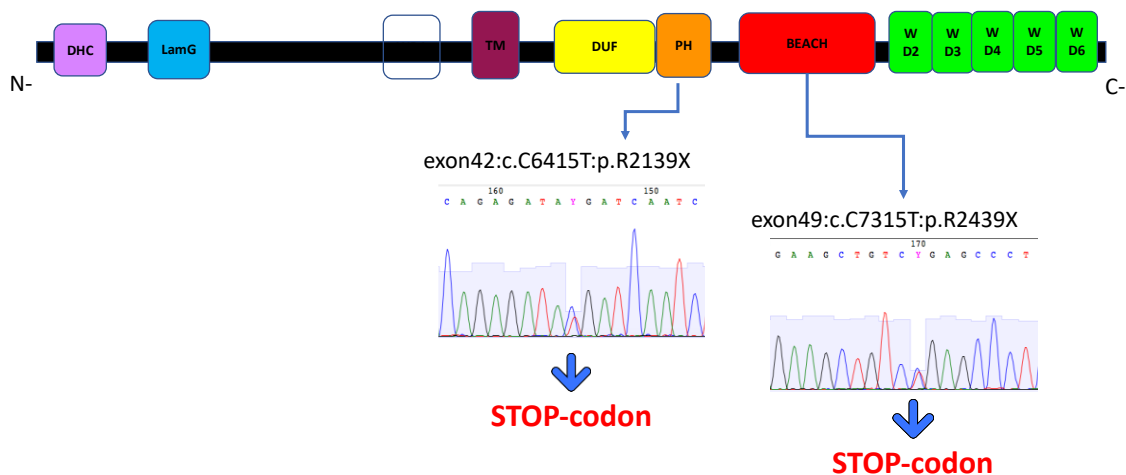 DHC
LamG
TM
DUF
PH
BEACH
W D2
W D3
W D4
W D5
W D6
N-
C-
exon42:c.C6415T:p.R2139X
160 150
C A G A G A T A Y G A T C A A T C
STOP-codon
exon49:c.C7315T:p.R2439X
170
G A A G C T G T C Y G A G C C C T
STOP-codon